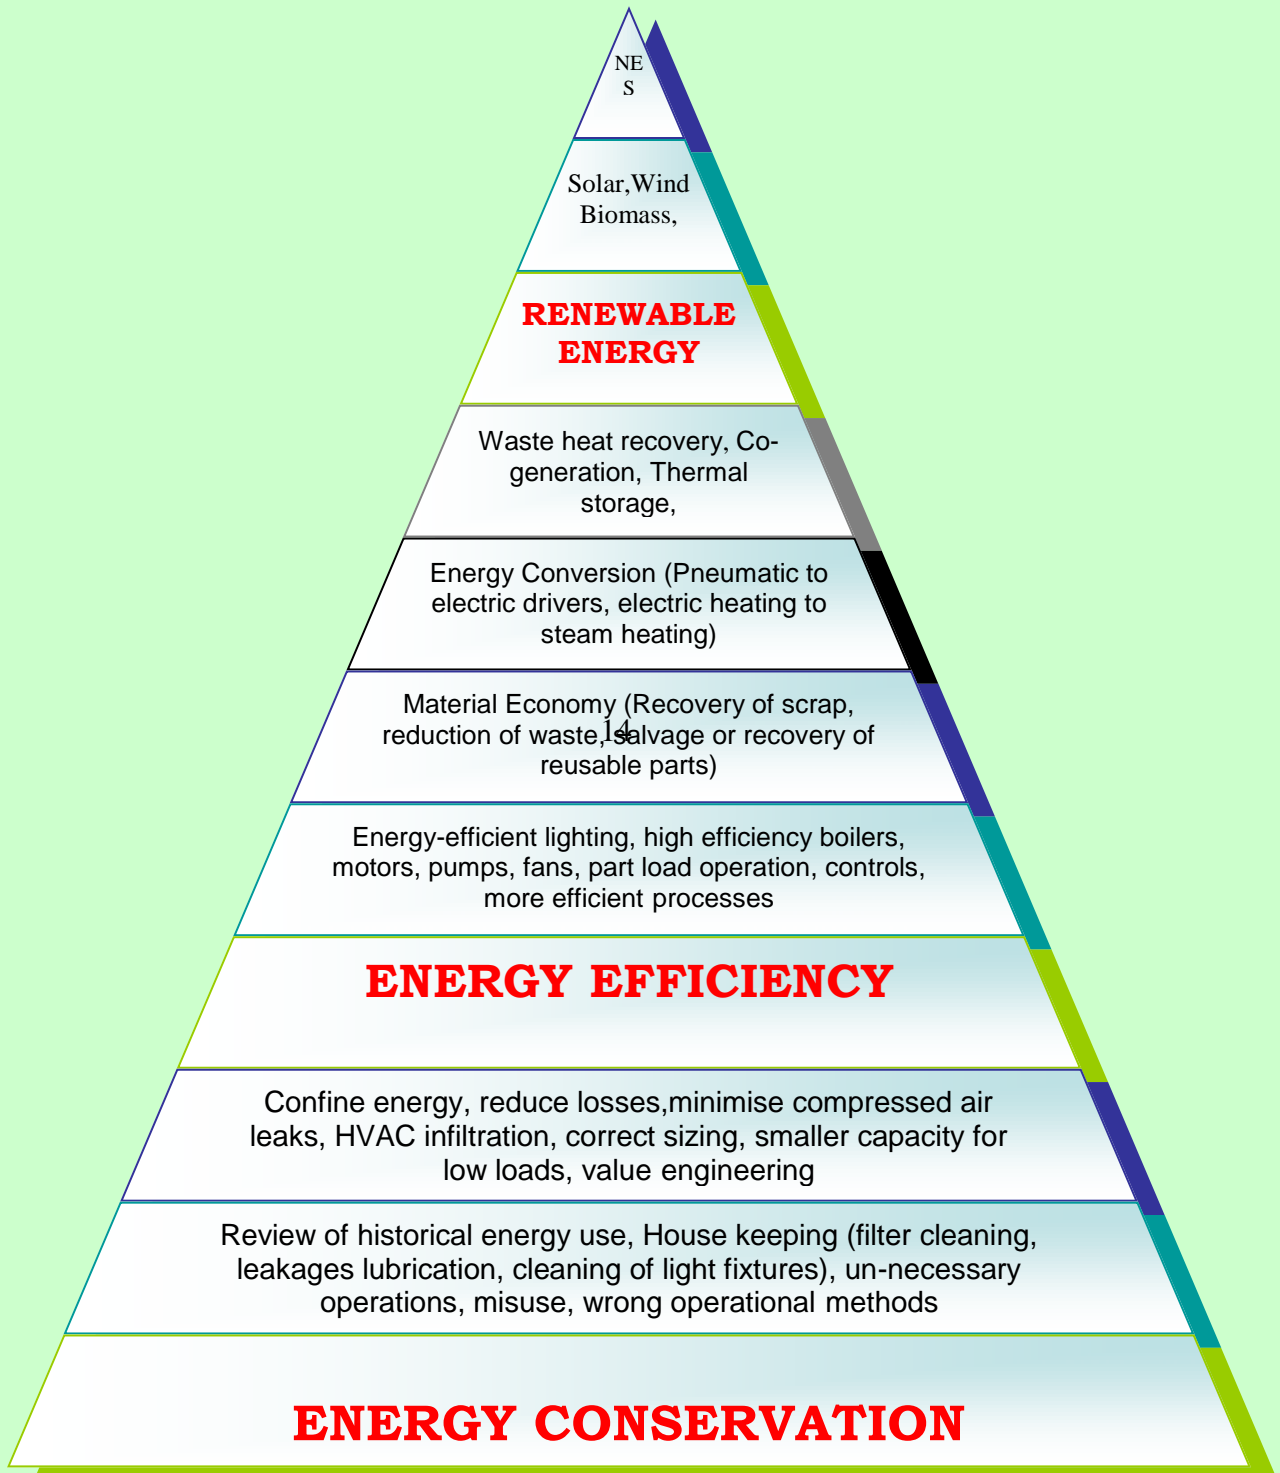 NE
S
Solar,Wind
Biomass,
RENEWABLE
ENERGY
Waste heat recovery, Co-
generation, Thermal
storage,
Energy Conversion (Pneumatic to
electric drivers, electric heating to
steam heating)
Material Economy (Recovery of scrap,
14
reduction of waste, salvage or recovery of
reusable parts)
Energy-efficient lighting, high efficiency boilers,
motors, pumps, fans, part load operation, controls,
more efficient processes
ENERGY EFFICIENCY
Confine energy, reduce losses,minimise compressed air
leaks, HVAC infiltration, correct sizing, smaller capacity for
low loads, value engineering
Review of historical energy use, House keeping (filter cleaning,
leakages lubrication, cleaning of light fixtures), un-necessary
operations, misuse, wrong operational methods
ENERGY CONSERVATION